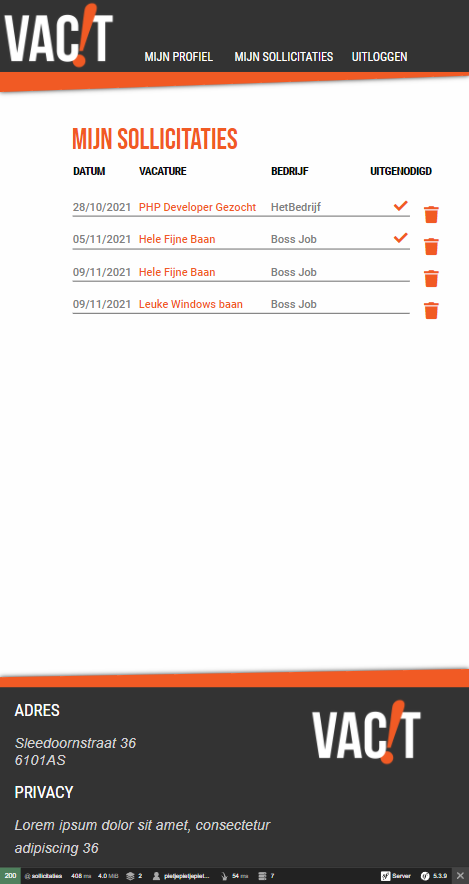 VAC!T
MIJN PROFIEL MIJN SOLLICITATIES UITLOGGEN
MIJN SOLLICITATIES
DATUM VACATURE BEDRIJF UITGENODIGD
28/10/2021 PHP Developer Gezocht HetBedrijf
05/11/2021 Hele Fijne Baan Boss Job
09/11/2021 Hele Fijne Baan Boss Job
09/11/2021 Leuke Windows baan Boss Job
ADRES
Sleedoornstraat 36
6101AS
VAC!T
PRIVACY
Lorem ipsum dolor sit amet, consectetur
adipiscing 36
200 @ sollicitaties 408 ms 4.0 MiB 2 pietjepietjepiet... 54 ms 7 Server 5.3.9